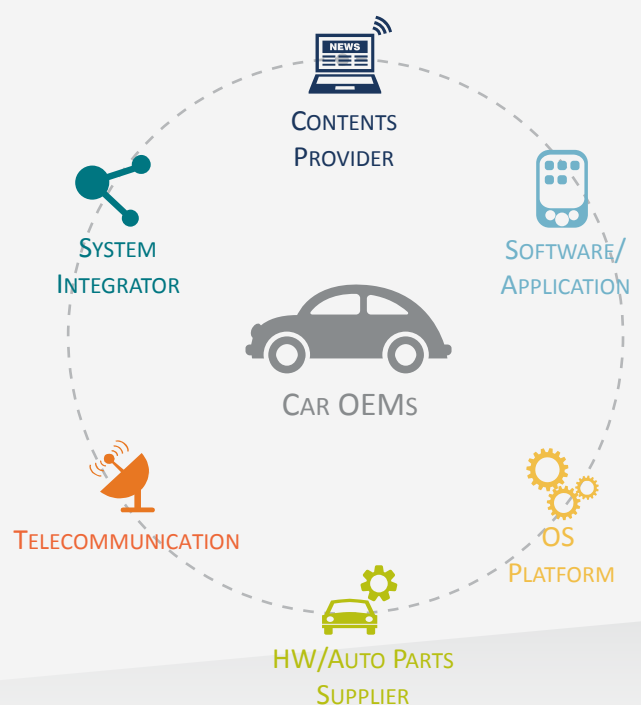 NEWS
CONTENTS
PROVIDER
SYSTEM
INTEGRATOR
SOFTWARE/
APPLICATION
CAR OEMS
TELECOMMUNICATION
OS
PLATFORM
HW/AUTO PARTS
SUPPLIER